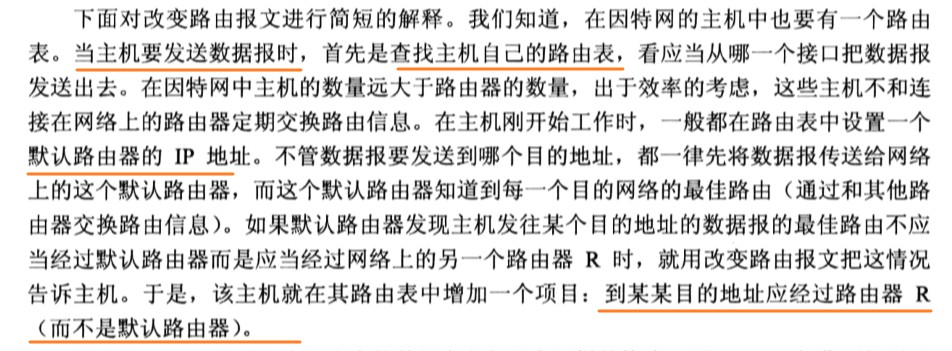 下面对改变路由报文进行简短的解释。我们知道，在因特网的主机中也要有一个路由
表。当主机要发送数据报时，首先是查找主机自己的路由表，看应当从哪一个接口把数据报
发送出去。在因特网中主机的数量远大于路由器的数量，出于效率的考虑，这些主机不和连
接在网络上的路由器定期交换路由信息。在主机刚开始工作时，一般都在路由表中设置一个
默认路由器的 IP 地址。不管数据报要发送到哪个目的地址，都一律先将数据报传送给网络
上的这个默认路由器，而这个默认路由器知道到每一个目的网络的最佳路由（通过和其他路
由器交换路由信息）。如果默认路由器发现主机发往某个目的地址的数据报的最佳路由不应
当经过默认路由器而是应当经过网络上的另一个路由器 R 时，就用改变路由报文把这情况
告诉主机。于是，该主机就在其路由表中增加一个项目：到某某目的地址应经过路由器 R
（而不是默认路由器）。